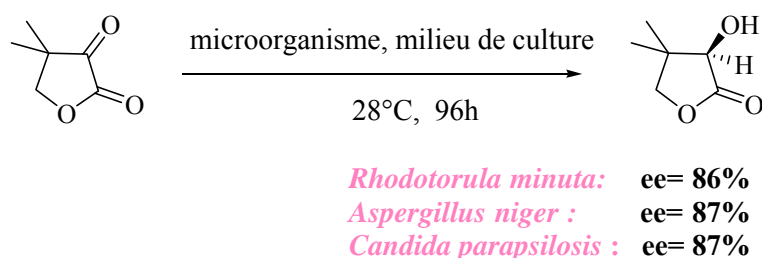 O
O
O
microorganisme, milieu de culture
28°C, 96h
OH
H
O
O
Rhodotorula minuta: ee= 86%
Aspergillus niger : ee= 87%
Candida parapsilosis : ee= 87%